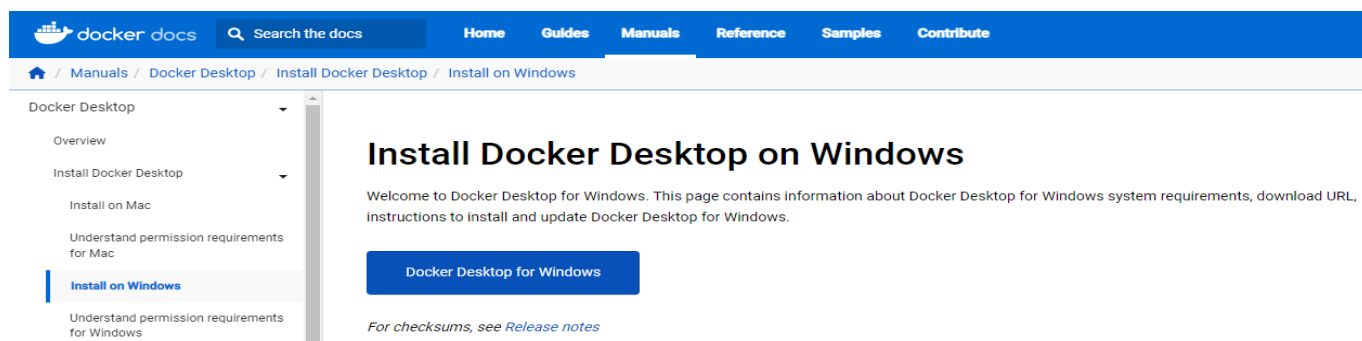 docker docs Search the docs Home Guides Manuals Reference Samples Contribute
/ Manuals / Docker Desktop / Install Docker Desktop / Install on Windows
Docker Desktop
Overview
Install Docker Desktop
Install on Mac
Understand permission requirements
for Mac
Install on Windows
Understand permission requirements
for Windows
Install Docker Desktop on Windows
Welcome to Docker Desktop for Windows. This page contains information about Docker Desktop for Windows system requirements, download URL,
instructions to install and update Docker Desktop for Windows.
Docker Desktop for Windows
For checksums, see Release notes